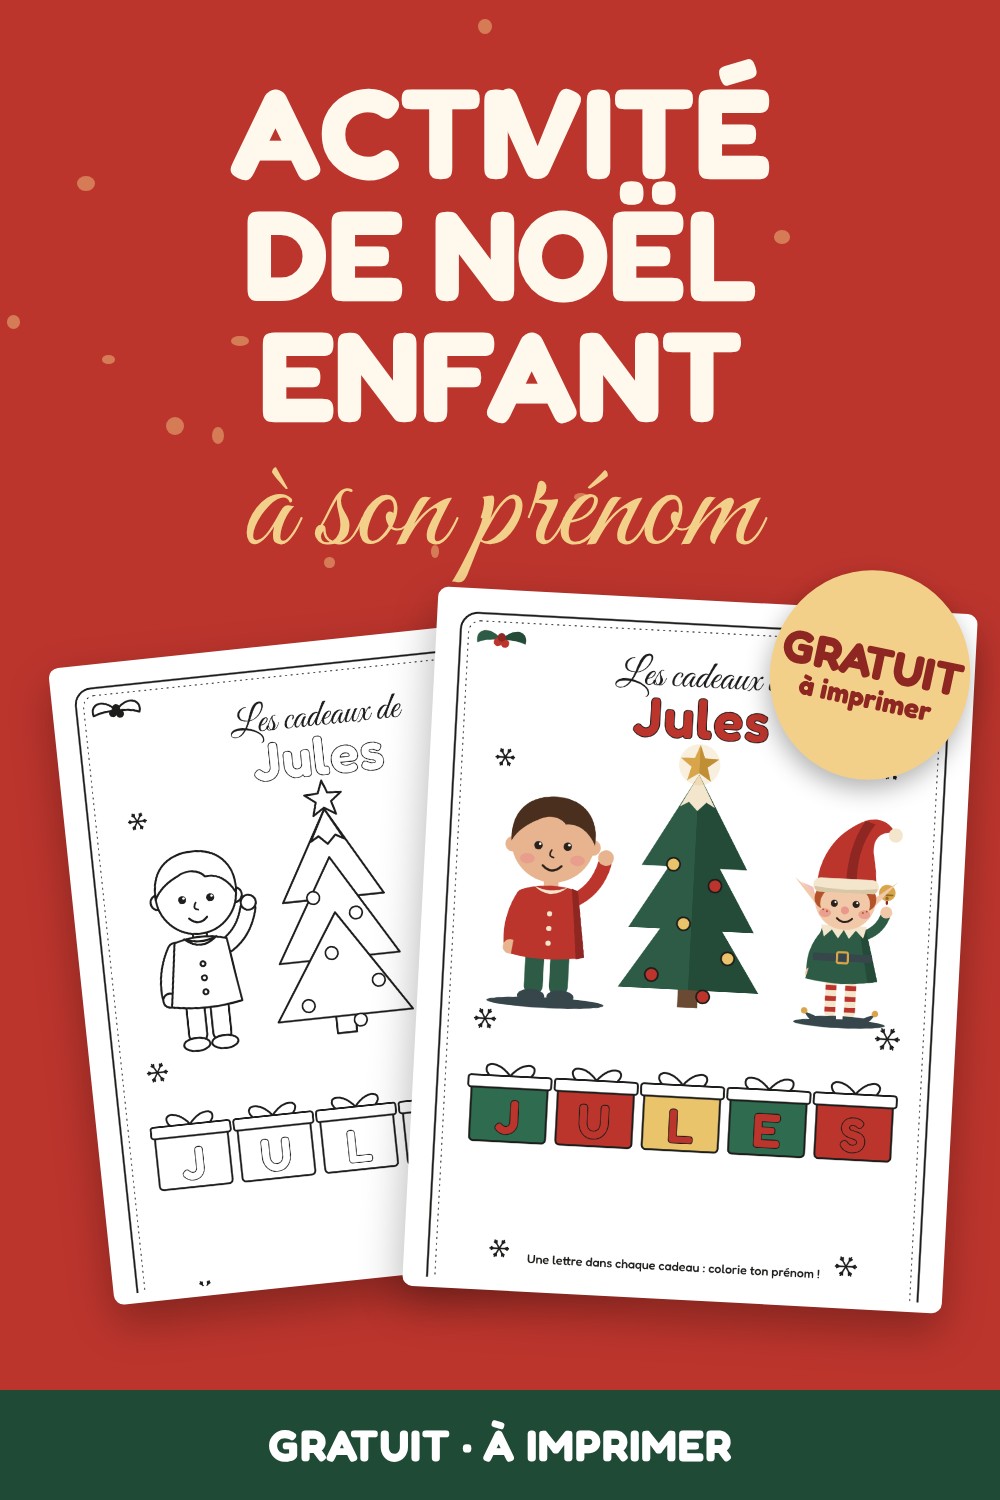 ACTIVITÉ
DE NOËL
ENFANT
à son prénom
GRATUIT
à imprimer
Les cadeaux de
Jules
J U L
Les cadeaux
Jules
J U L E S
Une lettre dans chaque cadeau : colorie ton prénom !
GRATUIT · À IMPRIMER